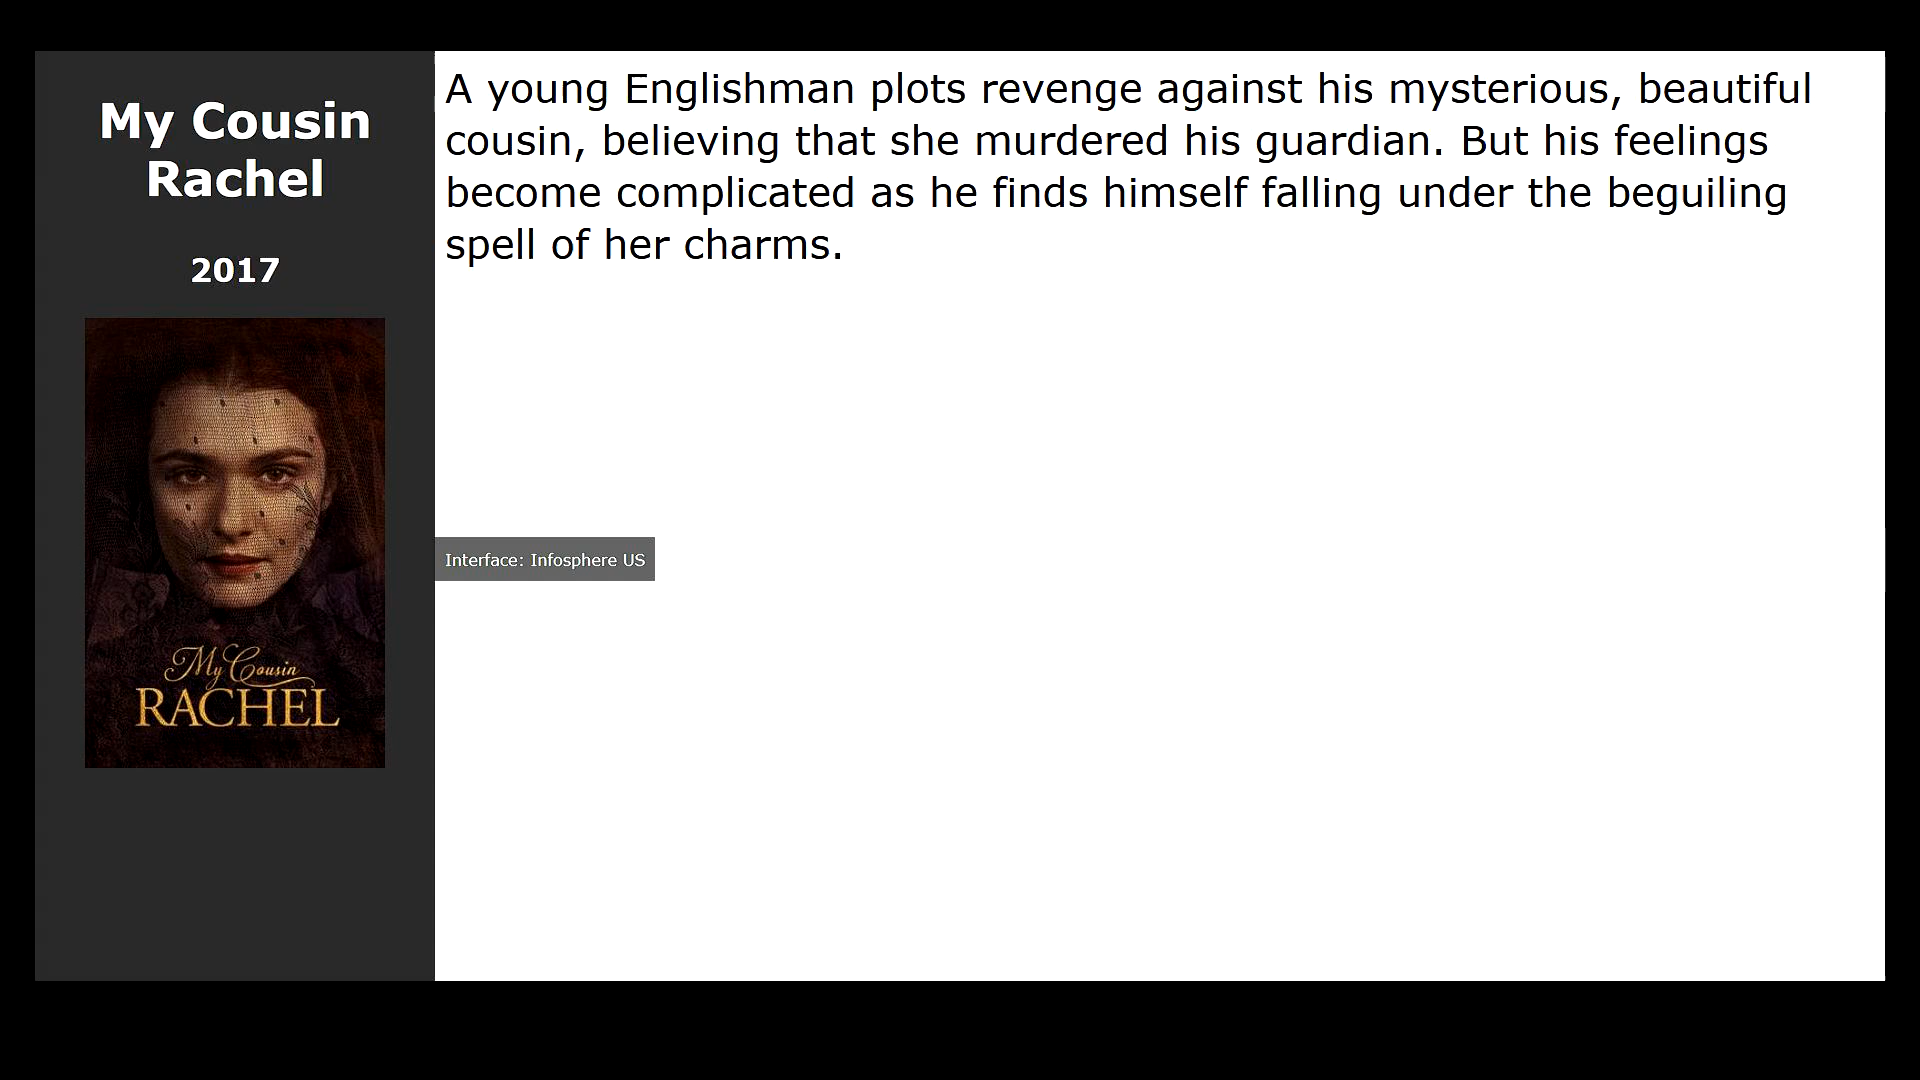 My Cousin
Rachel
2017
My Cousin
RACHEL
A young Englishman plots revenge against his mysterious, beautiful
cousin, believing that she murdered his guardian. But his feelings
become complicated as he finds himself falling under the beguiling
spell of her charms.
Interface: Infosphere US